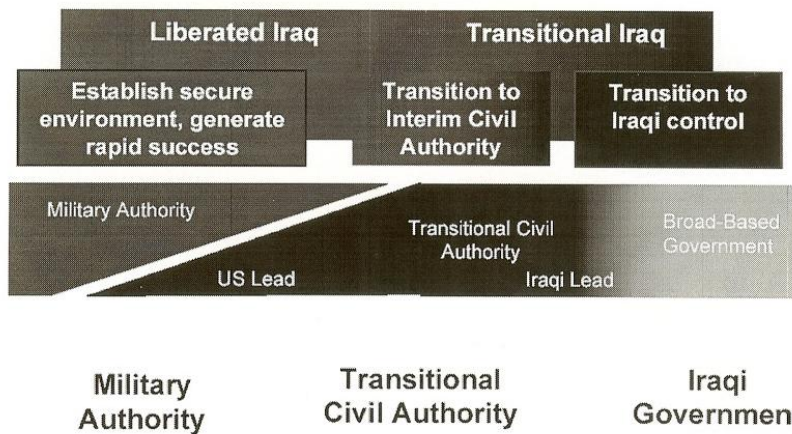 Liberated Iraq
Transitional Iraq
Establish secure
environment, generate
rapid success
Transition to
Interim Civil
Authority
Transition to
Iraqi control
Military Authority
Transitional Civil
Authority
Broad-Based
Government
US Lead
Iraqi Lead
Military
Authority
Transitional
Civil Authority
Iraqi
Governmen